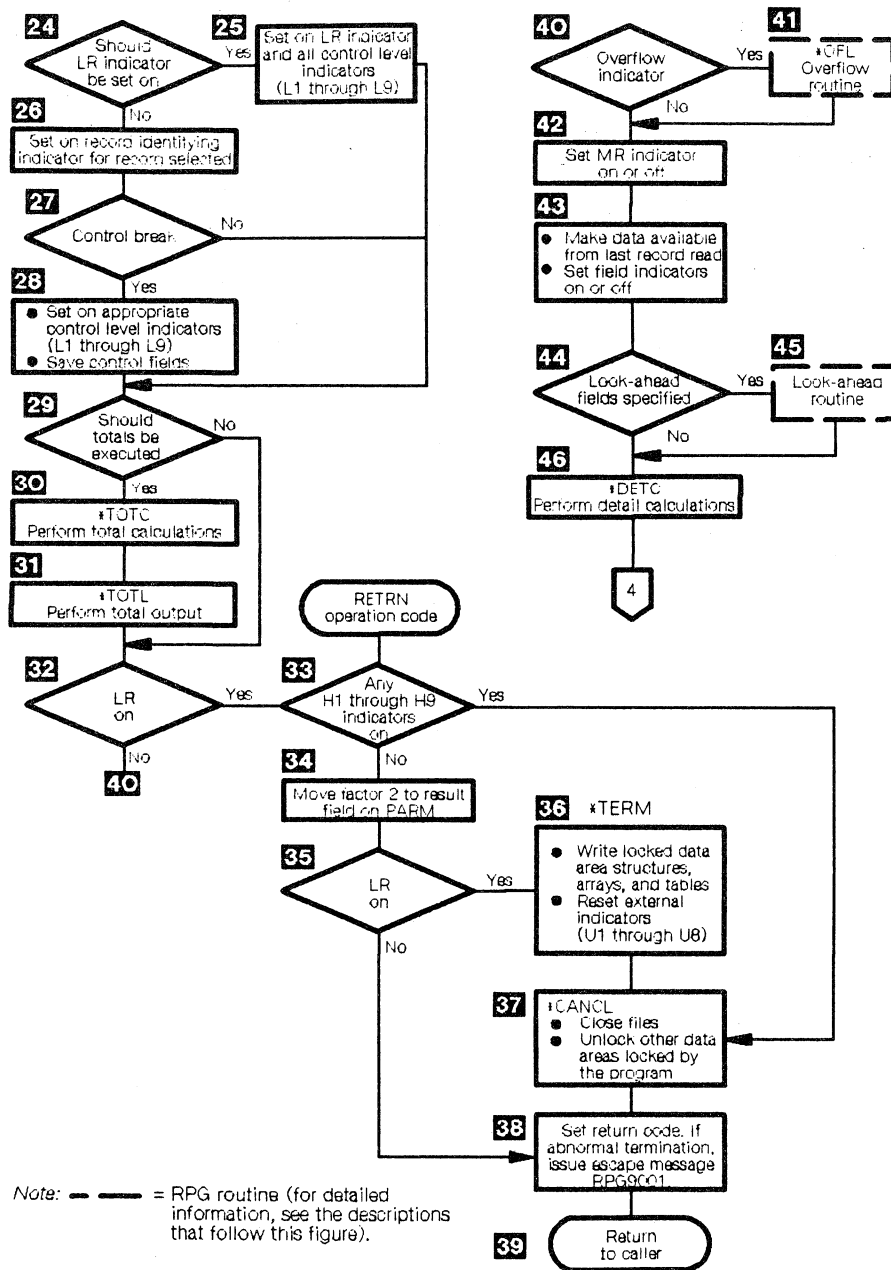 24
Should
LR indicator
be set on
Yes
No
25
Set on LR indicator
and all control level
indicators
(L1 through L9)
26
Set on record identifying
indicator for record selected
27
Control break
No
Yes
28
● Set on appropriate
control level indicators
(L1 through L9)
● Save control fields
29
Should
totals be
executed
No
Yes
30
*TOTC
Perform total calculations
31
*TOTL
Perform total output
32
LR
on
Yes
No
40
RETRN
operation code
33
Any
H1 through H9
indicators
on
Yes
No
34
Move factor 2 to result
field on PARM
35
LR
on
Yes
No
36 *TERM
● Write locked data
area structures,
arrays, and tables
● Reset external
indicators
(U1 through U8)
37
*CANCL
● Close files
● Unlock other data
areas locked by
the program
38
Set return code. If
abnormal termination,
issue escape message
RPG9001
39
Return
to caller
40
Overflow
indicator
Yes
No
41
*OFL
Overflow
routine
42
Set MR indicator
on or off
43
● Make data available
from last record read
● Set field indicators
on or off
44
Look-ahead
fields specified
Yes
No
45
Look-ahead
routine
46
*DETC
Perform detail calculations
4
Note: — — = RPG routine (for detailed
information, see the descriptions
that follow this figure).